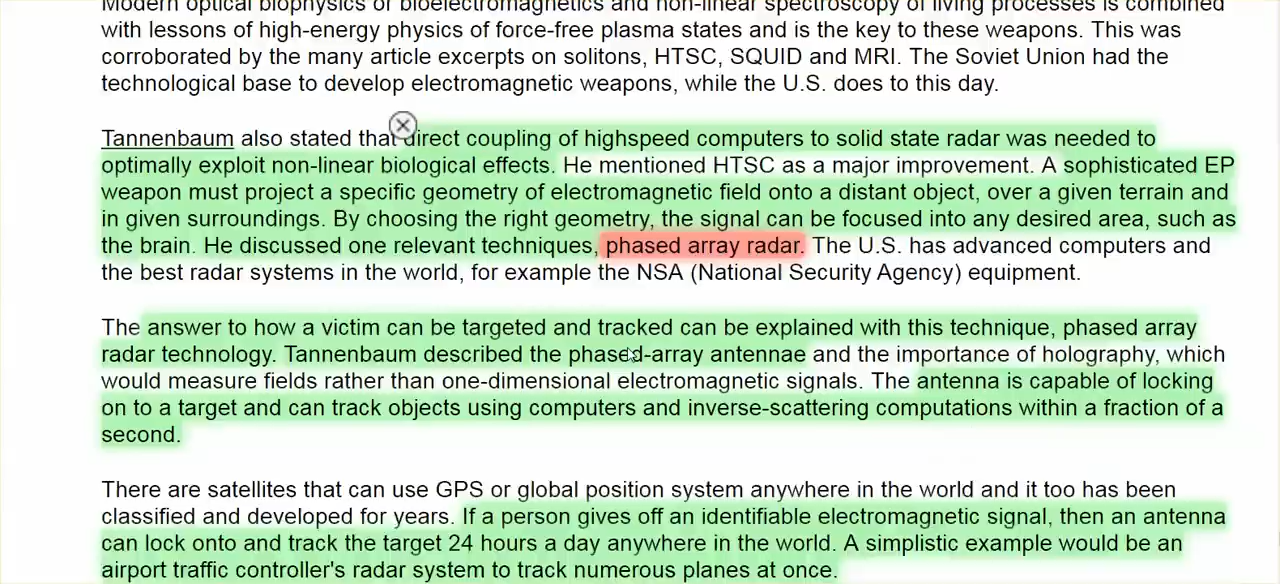 Modern optical biophysics of bioelectromagnetics and non-linear spectroscopy of living processes is combined
with lessons of high-energy physics of force-free plasma states and is the key to these weapons. This was
corroborated by the many article excerpts on solitons, HTSC, SQUID and MRI. The Soviet Union had the
technological base to develop electromagnetic weapons, while the U.S. does to this day.
Tannenbaum also stated that direct coupling of highspeed computers to solid state radar was needed to
optimally exploit non-linear biological effects. He mentioned HTSC as a major improvement. A sophisticated EP
weapon must project a specific geometry of electromagnetic field onto a distant object, over a given terrain and
in given surroundings. By choosing the right geometry, the signal can be focused into any desired area, such as
the brain. He discussed one relevant techniques, phased array radar. The U.S. has advanced computers and
the best radar systems in the world, for example the NSA (National Security Agency) equipment.
The answer to how a victim can be targeted and tracked can be explained with this technique, phased array
radar technology. Tannenbaum described the phased-array antennae and the importance of holography, which
would measure fields rather than one-dimensional electromagnetic signals. The antenna is capable of locking
on to a target and can track objects using computers and inverse-scattering computations within a fraction of a
second.
There are satellites that can use GPS or global position system anywhere in the world and it too has been
classified and developed for years. If a person gives off an identifiable electromagnetic signal, then an antenna
can lock onto and track the target 24 hours a day anywhere in the world. A simplistic example would be an
airport traffic controller's radar system to track numerous planes at once.